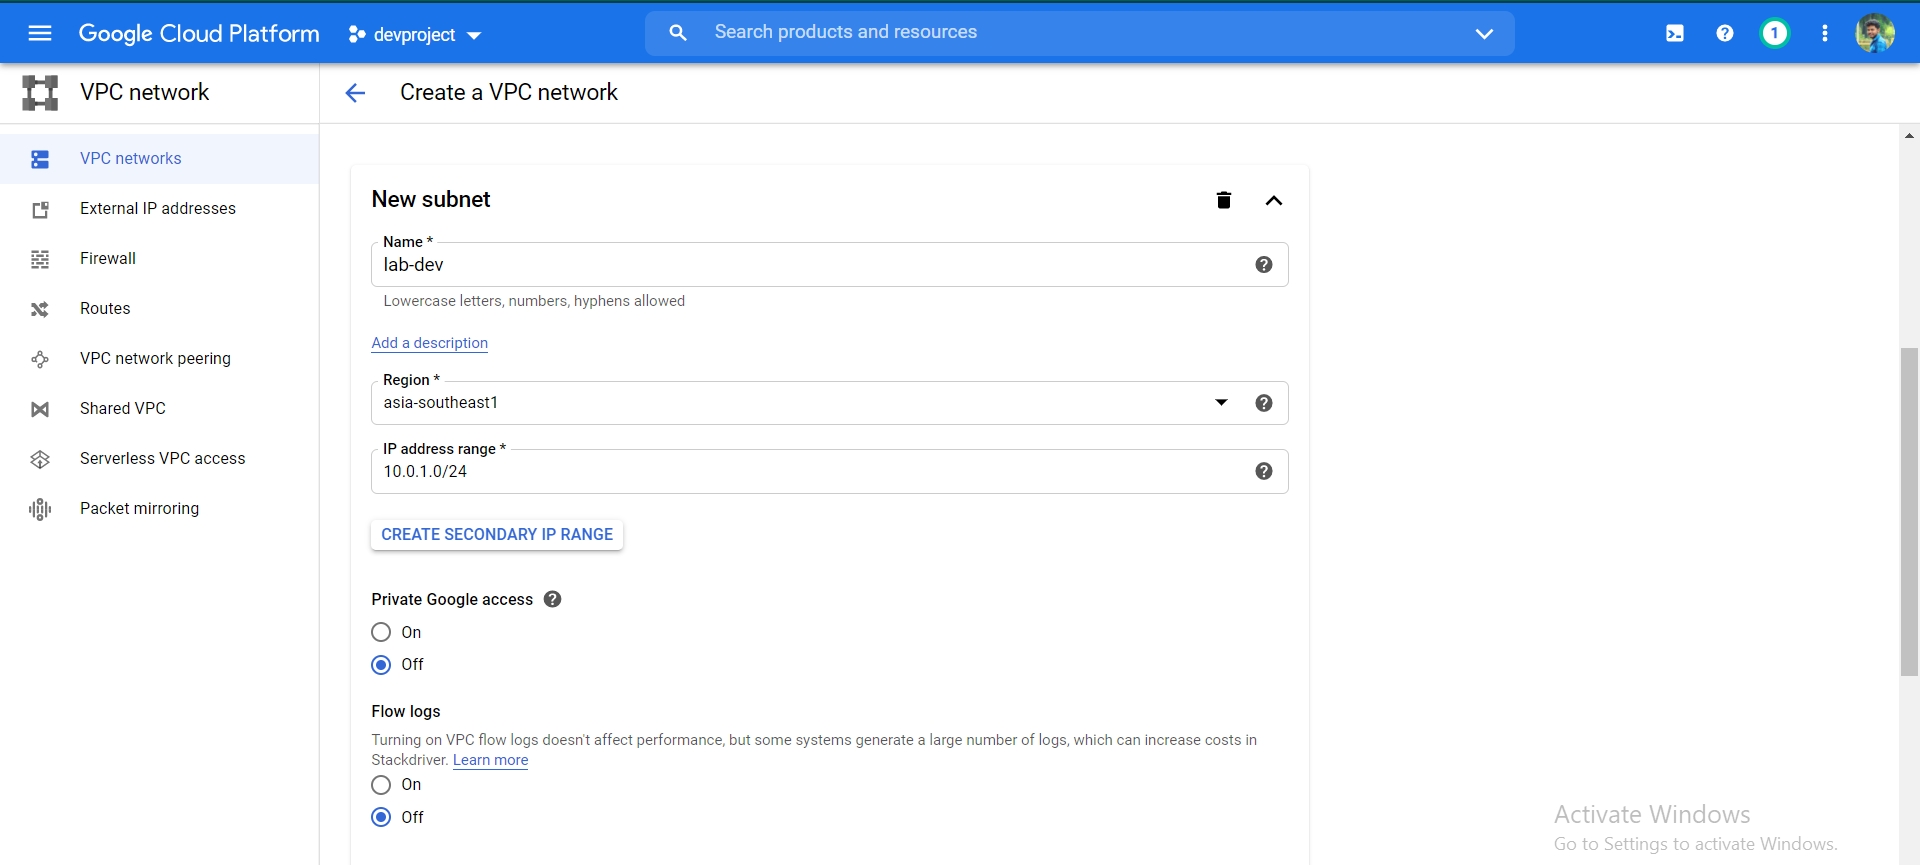 Google Cloud Platform
devproject
Search products and resources
1
VPC network
Create a VPC network
VPC networks
External IP addresses
Firewall
Routes
VPC network peering
Shared VPC
Serverless VPC access
Packet mirroring
New subnet
Name *
lab-dev
Lowercase letters, numbers, hyphens allowed
Add a description
Region *
asia-southeast1
IP address range *
10.0.1.0/24
CREATE SECONDARY IP RANGE
Private Google access
On
Off
Flow logs
Turning on VPC flow logs doesn't affect performance, but some systems generate a large number of logs, which can increase costs in
Stackdriver. Learn more
On
Off
Activate Windows
Go to Settings to activate Windows.